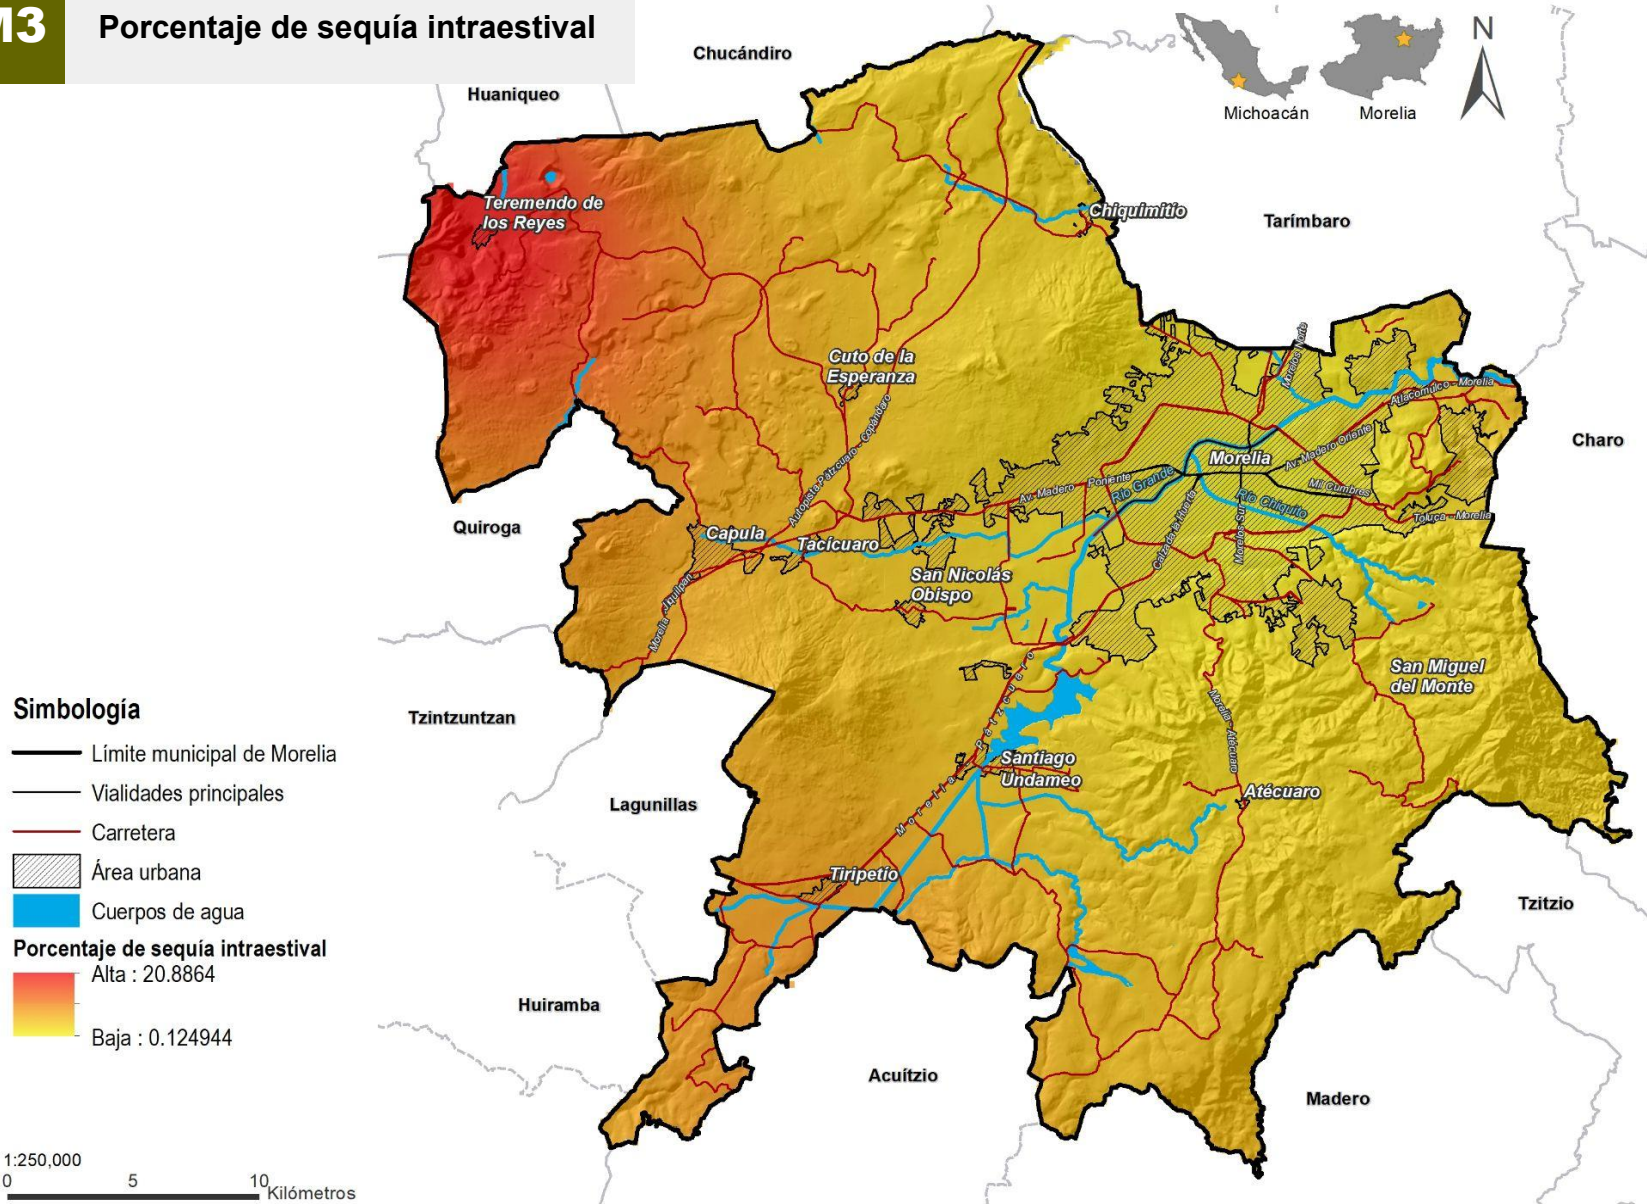 M3
Porcentaje de sequía intraestival
Michoacán
Morelia
N
Chucándiro
Huaniqueo
Teremendo de
los Reyes
Chiquimitío
Tarímbaro
Cuto de la
Esperanza
Autopista Pátzcuaro - Copándaro
Morelos Norte
Atlacomulco - Morelia
Charo
Morelia
Av. Madero Oriente
Av. Madero Poniente
Río Grande
Mil Cumbres
Río Chiquito
Toluca - Morelia
Calzada la Huerta
Morelos Sur
Quiroga
Capula
Tacícuaro
San Nicolás
Obispo
Morelia - Jiquilpan
San Miguel
del Monte
Tzintzuntzan
Morelia - Pátzcuaro
Morelia - Atécuaro
Santiago
Undameo
Atécuaro
Lagunillas
Tiripetío
Tzitzio
Huiramba
Acuítzio
Madero
Simbología
Límite municipal de Morelia
Vialidades principales
Carretera
Área urbana
Cuerpos de agua
Porcentaje de sequía intraestival
Alta : 20.8864
Baja : 0.124944
1:250,000
0 5 10
Kilómetros